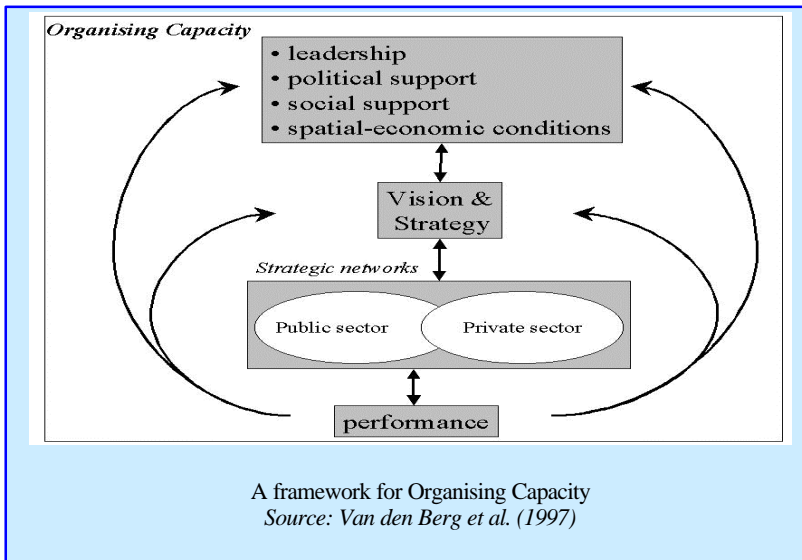 Organising Capacity
• leadership
• political support
• social support
• spatial-economic conditions
Vision &
Strategy
Strategic networks
Public sector
Private sector
performance
A framework for Organising Capacity
Source: Van den Berg et al. (1997)